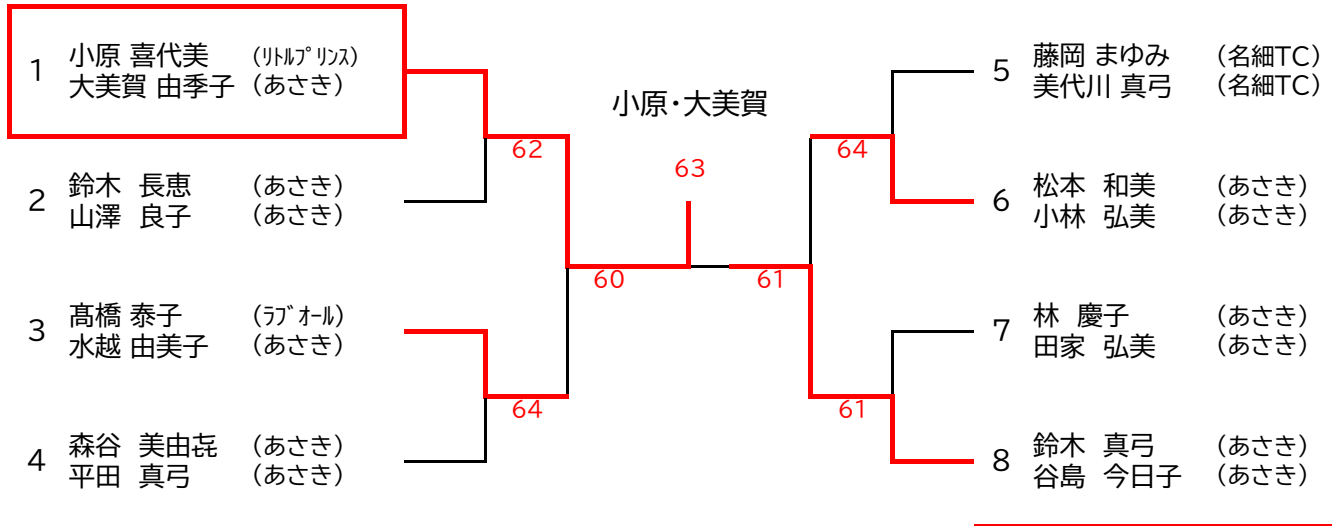 1 小原 喜代美 (ﾘﾄﾙﾌﾟﾘﾝｽ)
大美賀 由季子 (あさき)
2 鈴木 長恵 (あさき)
山澤 良子 (あさき)
3 髙橋 泰子 (ﾗﾌﾞｵｰﾙ)
水越 由美子 (あさき)
4 森谷 美由㐂 (あさき)
平田 真弓 (あさき)
62
64
60
小原・大美賀
63
61
64
61
5 藤岡 まゆみ (名細TC)
美代川 真弓 (名細TC)
6 松本 和美 (あさき)
小林 弘美 (あさき)
7 林 慶子 (あさき)
田家 弘美 (あさき)
8 鈴木 真弓 (あさき)
谷島 今日子 (あさき)